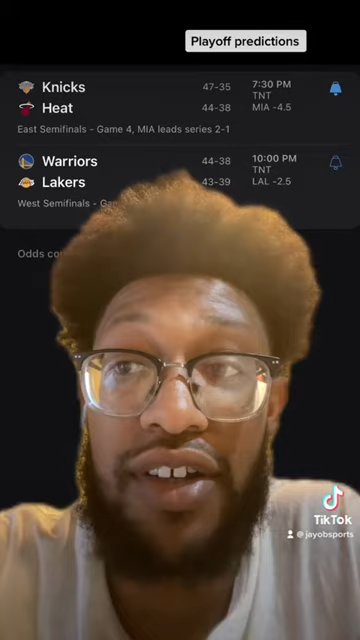 Playoff predictions
Knicks 47-35 7:30 PM
TNT
Heat 44-38 MIA -4.5
East Semifinals - Game 4, MIA leads series 2-1
Warriors 44-38 10:00 PM
TNT
Lakers 43-39 LAL -2.5
West Semifinals -
Odds
TikTok
@ jayobsports